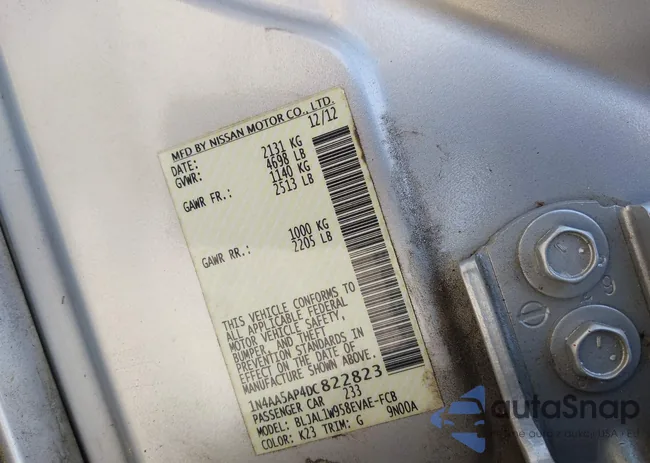 MFD BY NISSAN MOTOR CO., LTD.
DATE: 12/12
GVWR: 2131 KG
4698 LB
GAWR FR.: 1140 KG
2513 LB
GAWR RR.: 1000 KG
2205 LB
THIS VEHICLE CONFORMS TO
ALL APPLICABLE FEDERAL
MOTOR VEHICLE SAFETY,
BUMPER, AND THEFT
PREVENTION STANDARDS IN
EFFECT ON THE DATE OF
MANUFACTURE SHOWN ABOVE.
1N4AA5AP4DC822823
PASSENGER CAR 233
MODEL: BLJALJW958EVAE-FCB
COLOR: K23 TRIM: G 9N00A
autoSnap